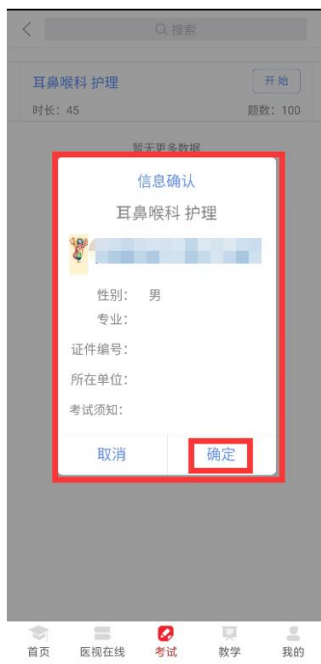 搜索
耳鼻喉科 护理
开始
时长：45
题数：100
暂无更多数据
信息确认
耳鼻喉科 护理
性别： 男
专业：
证件编号：
所在单位：
考试须知：
取消
确定
首页
医视在线
考试
教学
我的